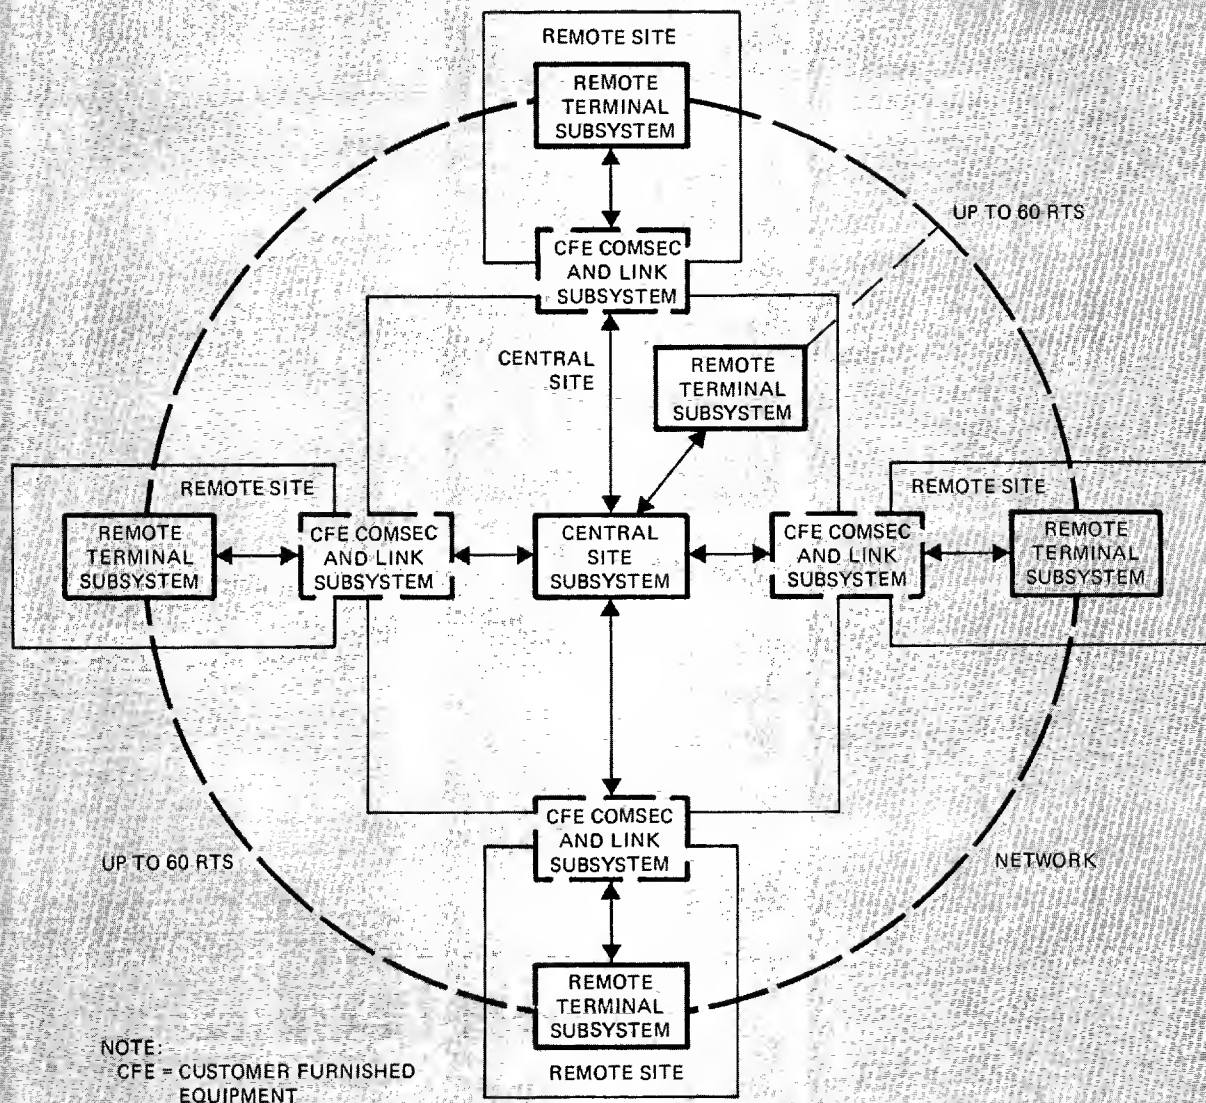 REMOTE SITE
REMOTE
TERMINAL
SUBSYSTEM
UP TO 60 RTS
CFE COMSEC
AND LINK
SUBSYSTEM
CENTRAL
SITE
REMOTE
TERMINAL
SUBSYSTEM
REMOTE SITE
REMOTE
TERMINAL
SUBSYSTEM
CFE COMSEC
AND LINK
SUBSYSTEM
CENTRAL
SITE
SUBSYSTEM
CFE COMSEC
AND LINK
SUBSYSTEM
REMOTE SITE
REMOTE
TERMINAL
SUBSYSTEM
CFE COMSEC
AND LINK
SUBSYSTEM
UP TO 60 RTS
NETWORK
REMOTE
TERMINAL
SUBSYSTEM
REMOTE SITE
NOTE:
CFE = CUSTOMER FURNISHED
EQUIPMENT